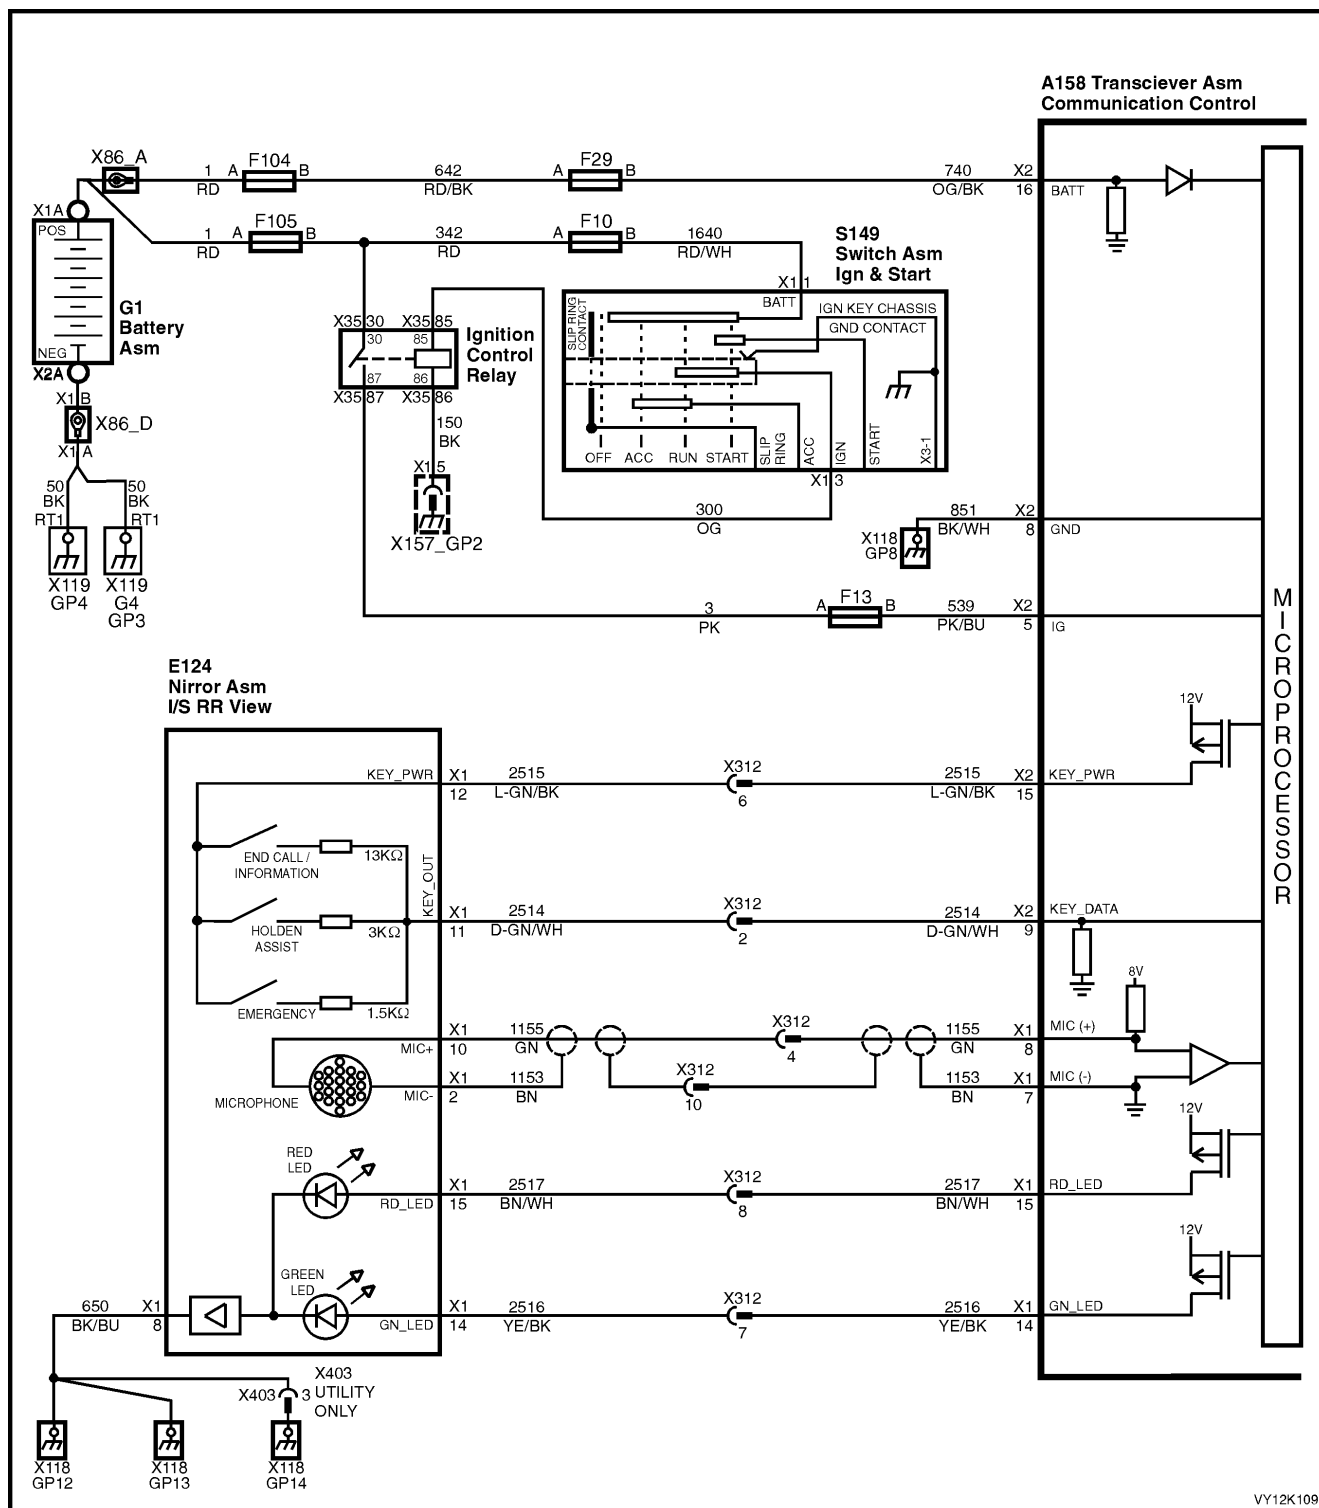 A158 Transciever Asm
Communication Control
X86_A
1 A F104 B 642 A F29 B 740 X2
RD RD/BK OG/BK 16 BATT
X1A
POS
1 A F105 B 342 A F10 B 1640
RD RD RD/WH
S149
Switch Asm
Ign & Start
X1 1
BATT
SLIP RING
CONTACT
IGN KEY CHASSIS
GND CONTACT
G1
Battery
Asm
NEG
X2A
X35 30 X35 85
30 85
87 86
X35 87 X35 86
Ignition
Control
Relay
X1 B
X86_D
X1 A
150
BK
OFF ACC RUN START
SLIP
RING
ACC
IGN
START
X3-1
X1 3
50
BK
RT1
50
BK
RT1
X1 5
X157_GP2
300
OG
X118
GP8
851 X2
BK/WH 8 GND
X119
GP4
X119
G4
GP3
3
PK
A F13 B 539 X2
PK/BU 5 IG
MICROPROCESSOR
E124
Nirror Asm
I/S RR View
12V
KEY_PWR X1 2515 X312 2515 X2 KEY_PWR
12 L-GN/BK 6 L-GN/BK 15
END CALL /
INFORMATION
13KΩ
KEY_OUT
X1 2514 X312 2514 X2 KEY_DATA
11 D-GN/WH 2 D-GN/WH 9
HOLDEN
ASSIST
3KΩ
8V
EMERGENCY 1.5KΩ
X1 1155 X312 1155 X1 MIC (+)
MIC+ 10 GN 4 GN 8
X1 1153 X312 1153 X1 MIC (-)
MICROPHONE MIC- 2 BN 10 BN 7
12V
RED
LED
X1 2517 X312 2517 X1 RD_LED
RD_LED 15 BN/WH 8 BN/WH 15
12V
GREEN
LED
650 X1
BK/BU 8
X1 2516 X312 2516 X1 GN_LED
GN_LED 14 YE/BK 7 YE/BK 14
X403 3
X403
UTILITY
ONLY
X118
GP12
X118
GP13
X118
GP14
VY12K109